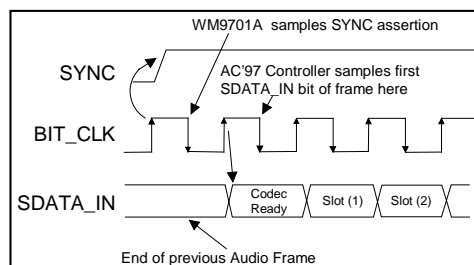 WM9701A samples SYNC assertion
SYNC
AC'97 Controller samples first
SDATA_IN bit of frame here
BIT_CLK
SDATA_IN
Codec
Ready
Slot (1)
Slot (2)
End of previous Audio Frame